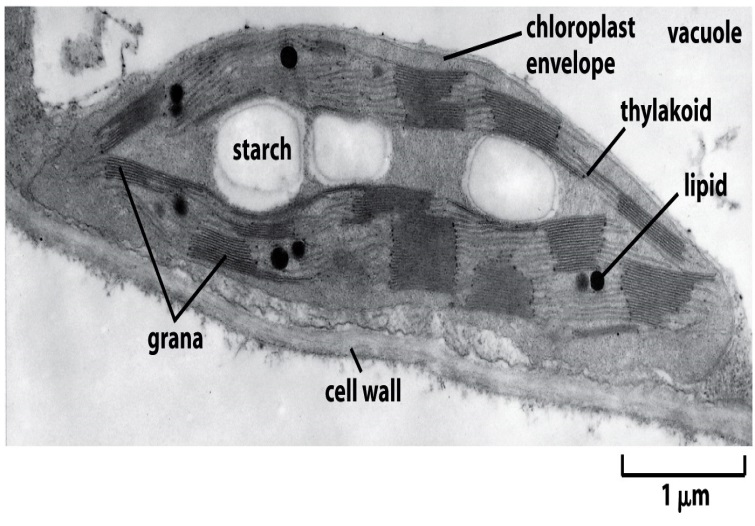 chloroplast
envelope
vacuole
thylakoid
starch
lipid
grana
cell wall
1 μm